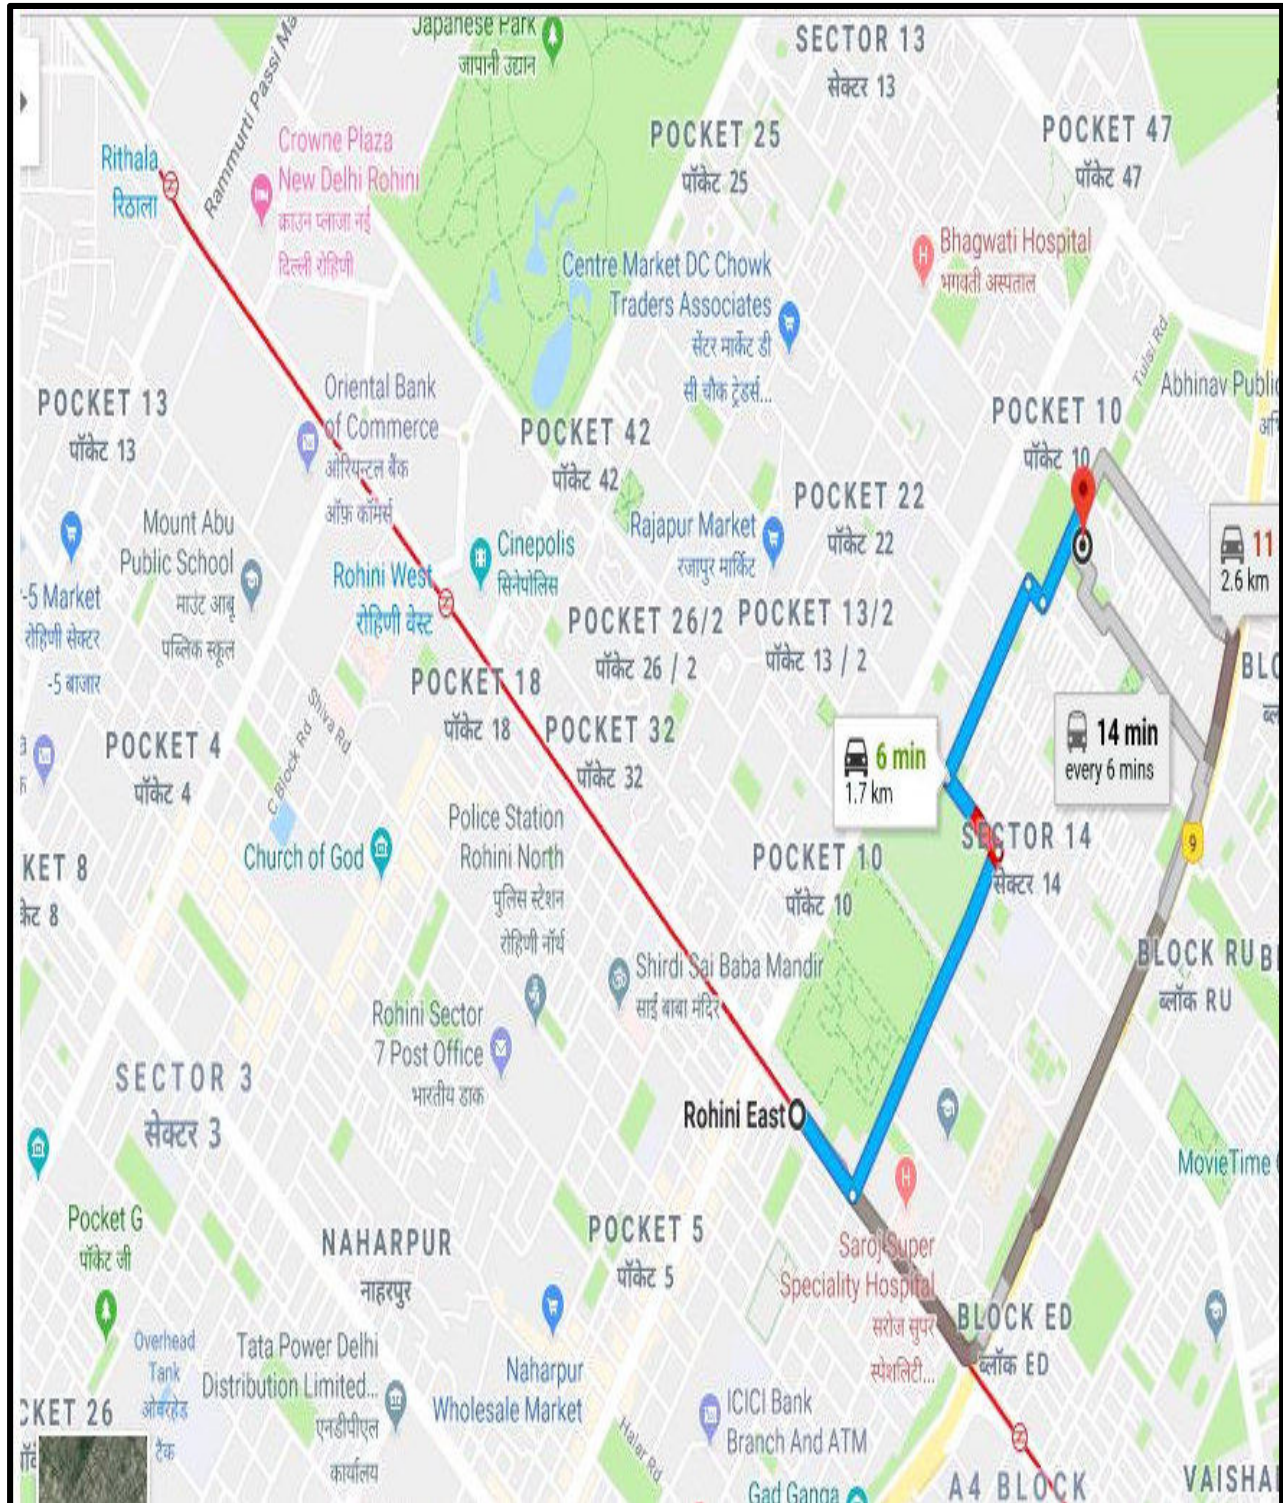 Japanese Park
जापानी उद्यान
SECTOR 13
सेक्टर 13
Rammurti Passi Ma
Rithala
रिठाला
Crowne Plaza
New Delhi Rohini
क्राउन प्लाजा नई
दिल्ली रोहिणी
POCKET 25
पॉकेट 25
POCKET 47
पॉकेट 47
Bhagwati Hospital
भगवती अस्पताल
Centre Market DC Chowk
Traders Associates
सेंटर मार्केट डी
सी चौक ट्रेडर्स...
Tulsi Rd
Abhinav Public
POCKET 13
पॉकेट 13
Oriental Bank
of Commerce
ओरियन्टल बैंक
ऑफ़ कॉमर्स
POCKET 42
पॉकेट 42
POCKET 10
पॉकेट 10
POCKET 22
पॉकेट 22
Mount Abu
Public School
माउंट आबू
पब्लिक स्कूल
Rajapur Market
रजापुर मार्किट
Cinepolis
सिनेपोलिस
11
2.6 km
-5 Market
रोहिणी सेक्टर
-5 बाजार
Rohini West
रोहिणी वेस्ट
POCKET 26/2
पॉकेट 26 / 2
POCKET 13/2
पॉकेट 13 / 2
BLO
POCKET 18
पॉकेट 18
Shiva Rd
C Block Rd
POCKET 4
पॉकेट 4
POCKET 32
पॉकेट 32
6 min
1.7 km
14 min
every 6 mins
Police Station
Rohini North
पुलिस स्टेशन
रोहिणी नॉर्थ
SECTOR 14
सेक्टर 14
9
Church of God
KET 8
केट 8
POCKET 10
पॉकेट 10
BLOCK RU
ब्लॉक RU
B
Shirdi Sai Baba Mandir
साई बाबा मंदिर
Rohini Sector
7 Post Office
भारतीय डाक
SECTOR 3
सेक्टर 3
Rohini East
MovieTime
Pocket G
पॉकेट जी
NAHARPUR
नाहरपुर
POCKET 5
पॉकेट 5
Saroj Super
Speciality Hospital
सरोज सुपर
स्पेशलिटी...
BLOCK ED
ब्लॉक ED
Overhead
Tank
ओवरहेड
टैंक
Tata Power Delhi
Distribution Limited...
एनडीपीएल
कार्यालय
Naharpur
Wholesale Market
ICICI Bank
Branch And ATM
CKET 26
Halar Rd
Gad Ganga
A4 BLOCK
VAISHA